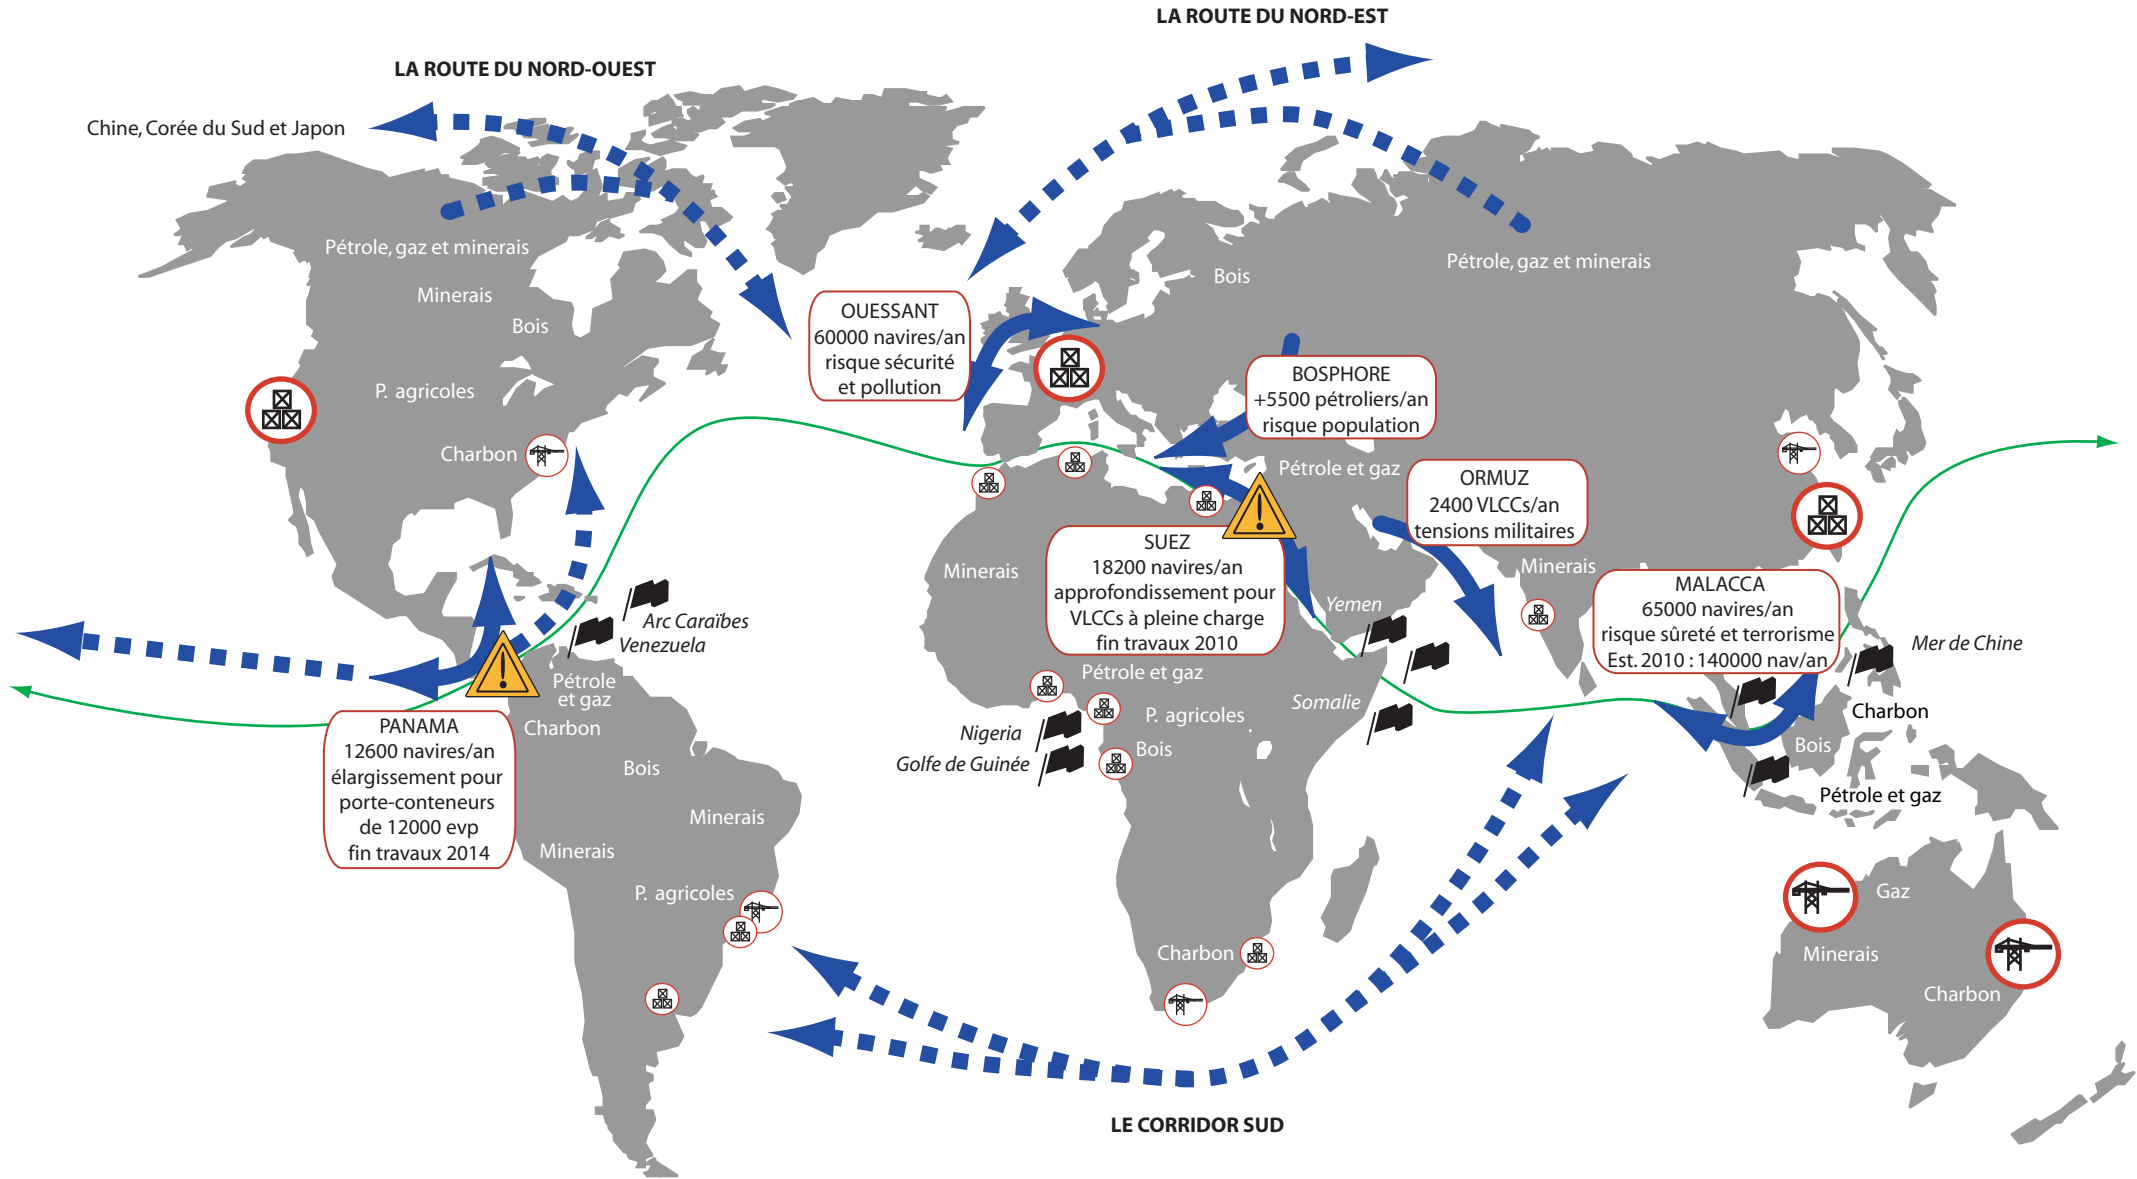 LA ROUTE DU NORD-EST
LA ROUTE DU NORD-OUEST
Chine, Corée du Sud et Japon
Pétrole, gaz et minerais
Minerais
Bois
P. agricoles
Charbon
OUESSANT
60000 navires/an
risque sécurité
et pollution
Bois
Pétrole, gaz et minerais
BOSPHORE
+5500 pétroliers/an
risque population
Pétrole et gaz
ORMUZ
2400 VLCCs/an
tensions militaires
SUEZ
18200 navires/an
approfondissement pour
VLCCs à pleine charge
fin travaux 2010
Minerais
Minerais
MALACCA
65000 navires/an
risque sûreté et terrorisme
Est. 2010 : 140000 nav/an
Yemen
Mer de Chine
Arc Caraïbes
Venezuela
Pétrole
et gaz
Charbon
PANAMA
12600 navires/an
élargissement pour
porte-conteneurs
de 12000 evp
fin travaux 2014
Bois
Minerais
Minerais
P. agricoles
Pétrole et gaz
P. agricoles
Bois
Nigeria
Golfe de Guinée
Somalie
Charbon
Charbon
Bois
Pétrole et gaz
Gaz
Minerais
Charbon
LE CORRIDOR SUD